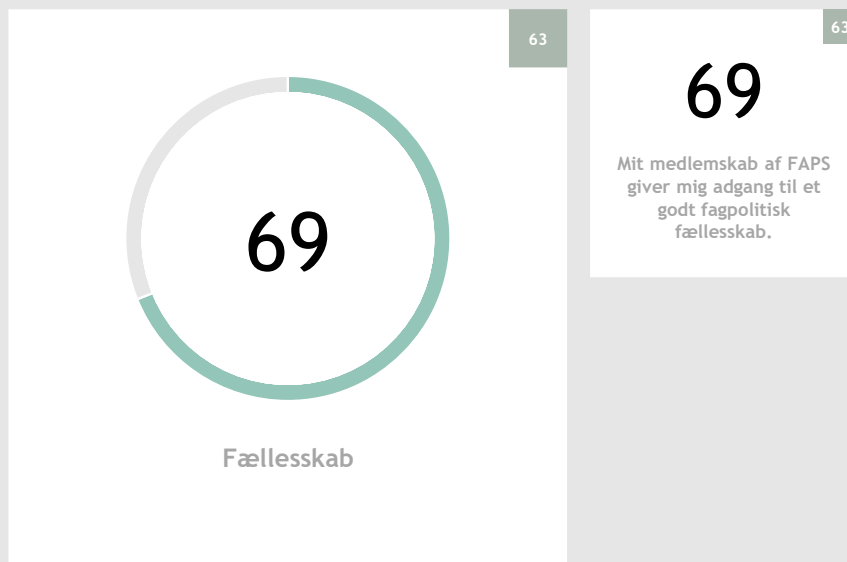 63
69
Fællesskab
63
69
Mit medlemskab af FAPS
giver mig adgang til et
godt fagpolitisk
fællesskab.